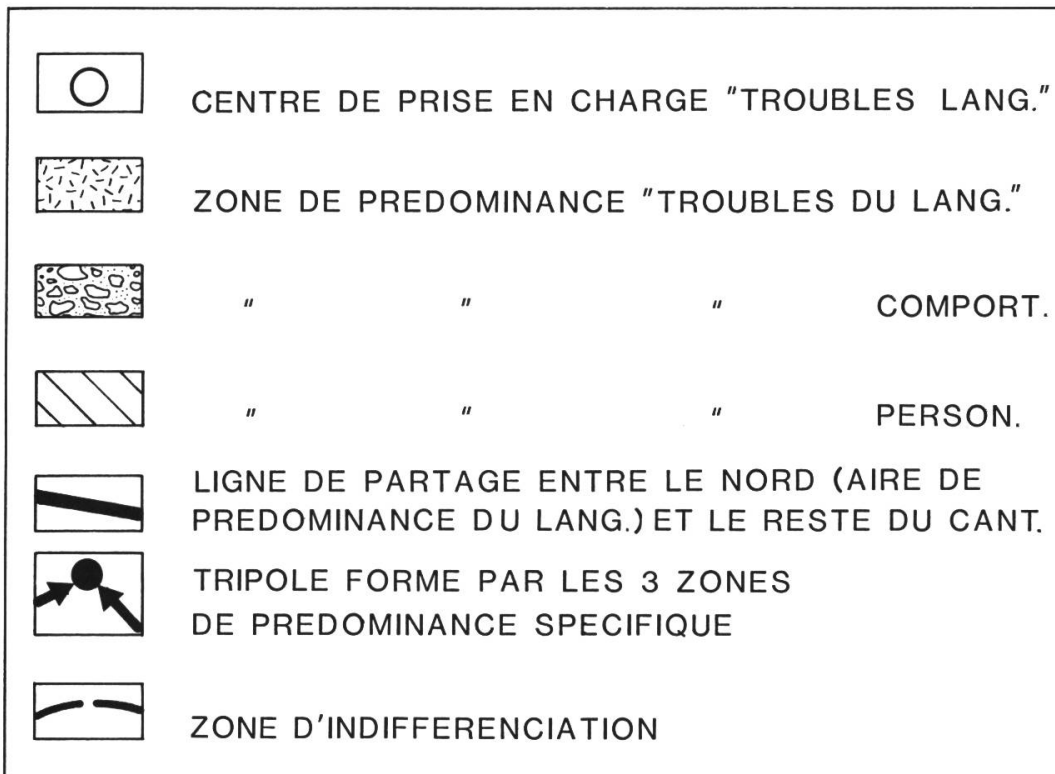 CENTRE DE PRISE EN CHARGE "TROUBLES LANG."
ZONE DE PREDOMINANCE "TROUBLES DU LANG."
" " " COMPORT.
" " " PERSON.
LIGNE DE PARTAGE ENTRE LE NORD (AIRE DE
PREDOMINANCE DU LANG.) ET LE RESTE DU CANT.
TRIPOLE FORME PAR LES 3 ZONES
DE PREDOMINANCE SPECIFIQUE
ZONE D'INDIFFERENCIATION